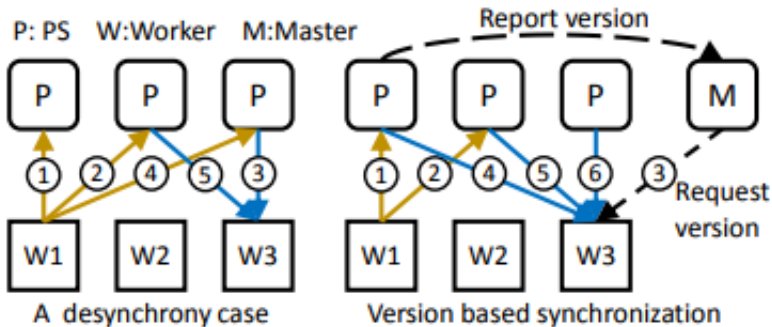 P: PS W:Worker M:Master
Report version
P P P P P P M
1 2 4 5 3 1 2 4 5 6 3
Request
version
W1 W2 W3 W1 W2 W3
A desynchrony case Version based synchronization